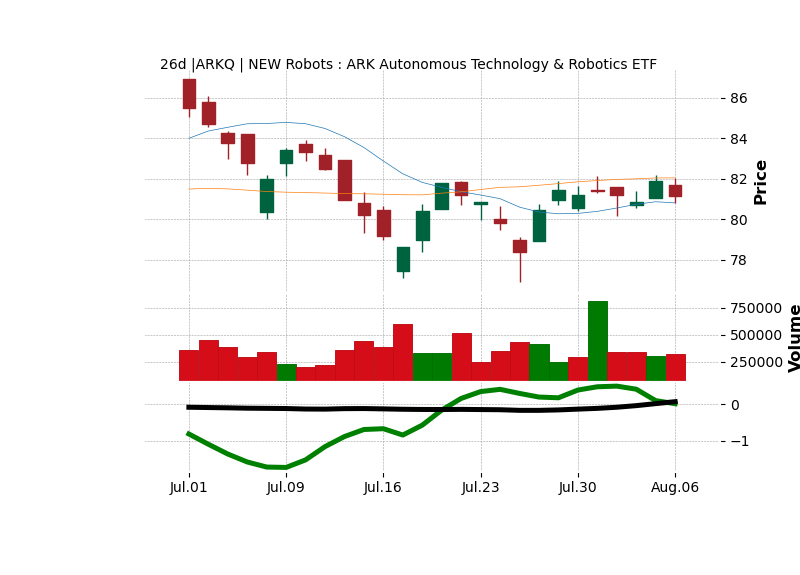 26d |ARKQ | NEW Robots : ARK Autonomous Technology & Robotics ETF
86
84
82
80
78
Price
750000
500000
250000
Volume
0
−1
Jul.01 Jul.09 Jul.16 Jul.23 Jul.30 Aug.06